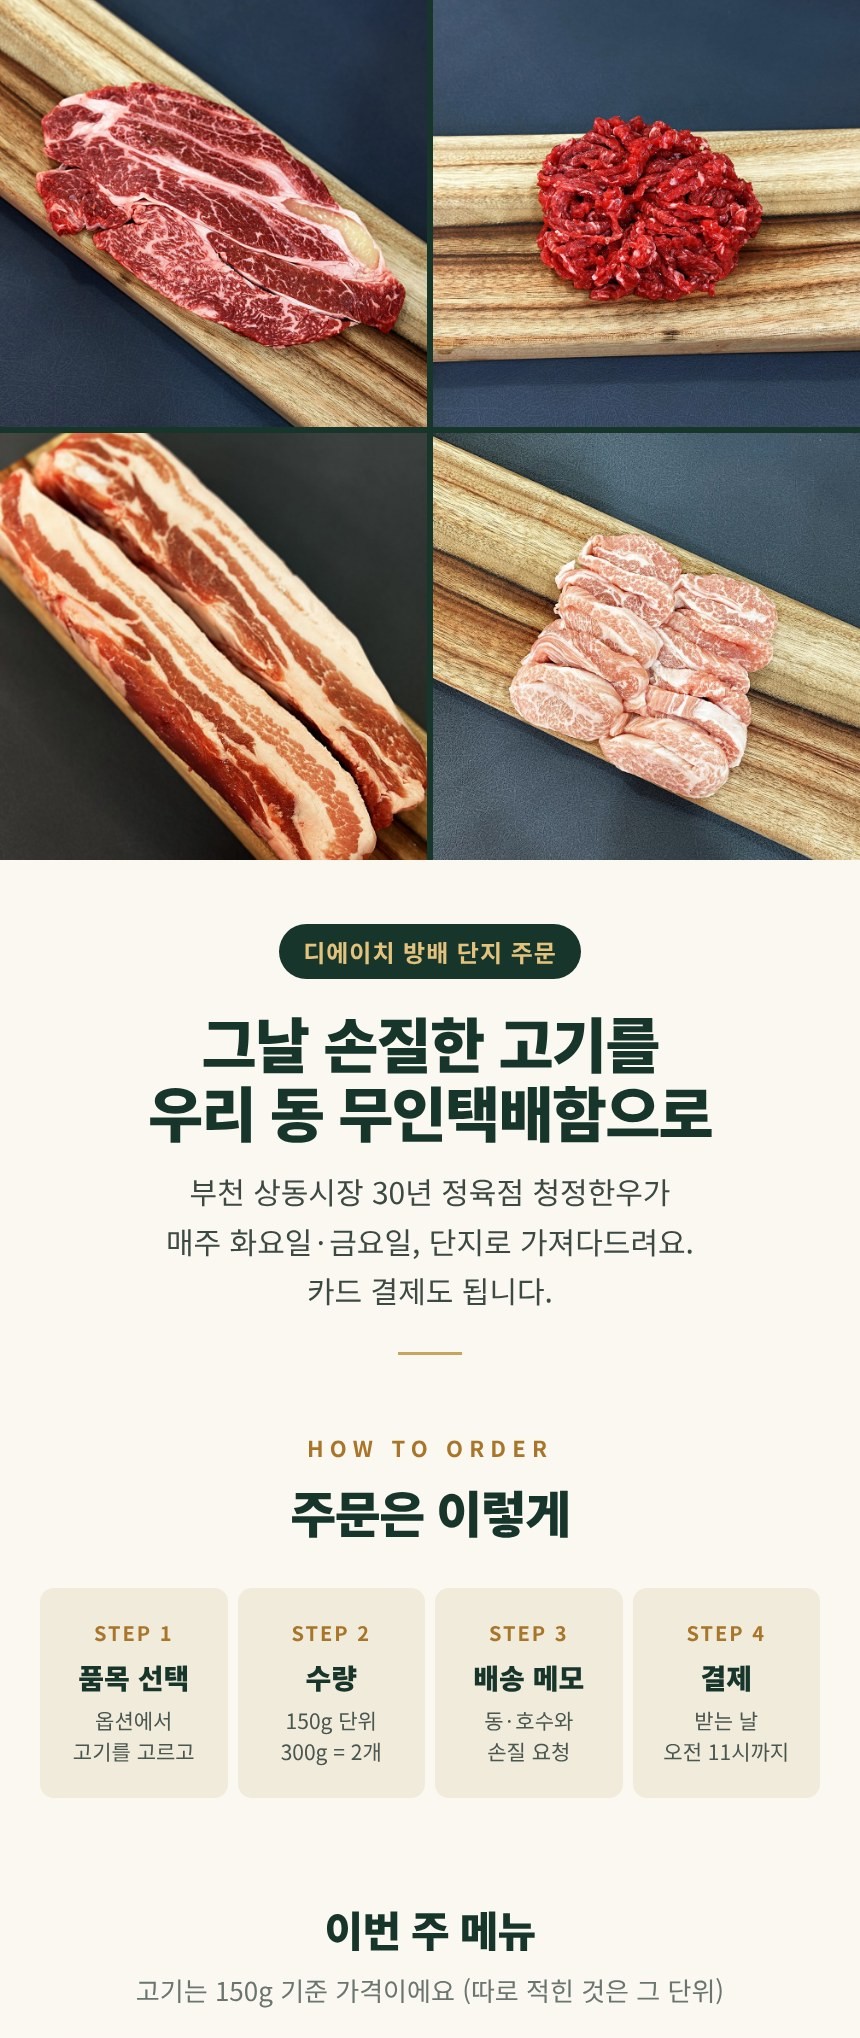 디에이치 방배 단지 주문
그날 손질한 고기를
우리 동 무인택배함으로
부천 상동시장 30년 정육점 청정한우가
매주 화요일·금요일, 단지로 가져다드려요.
카드 결제도 됩니다.
HOW TO ORDER
주문은 이렇게
STEP 1
품목 선택
옵션에서
고기를 고르고
STEP 2
수량
150g 단위
300g = 2개
STEP 3
배송 메모
동·호수와
손질 요청
STEP 4
결제
받는 날
오전 11시까지
이번 주 메뉴
고기는 150g 기준 가격이에요 (따로 적힌 것은 그 단위)